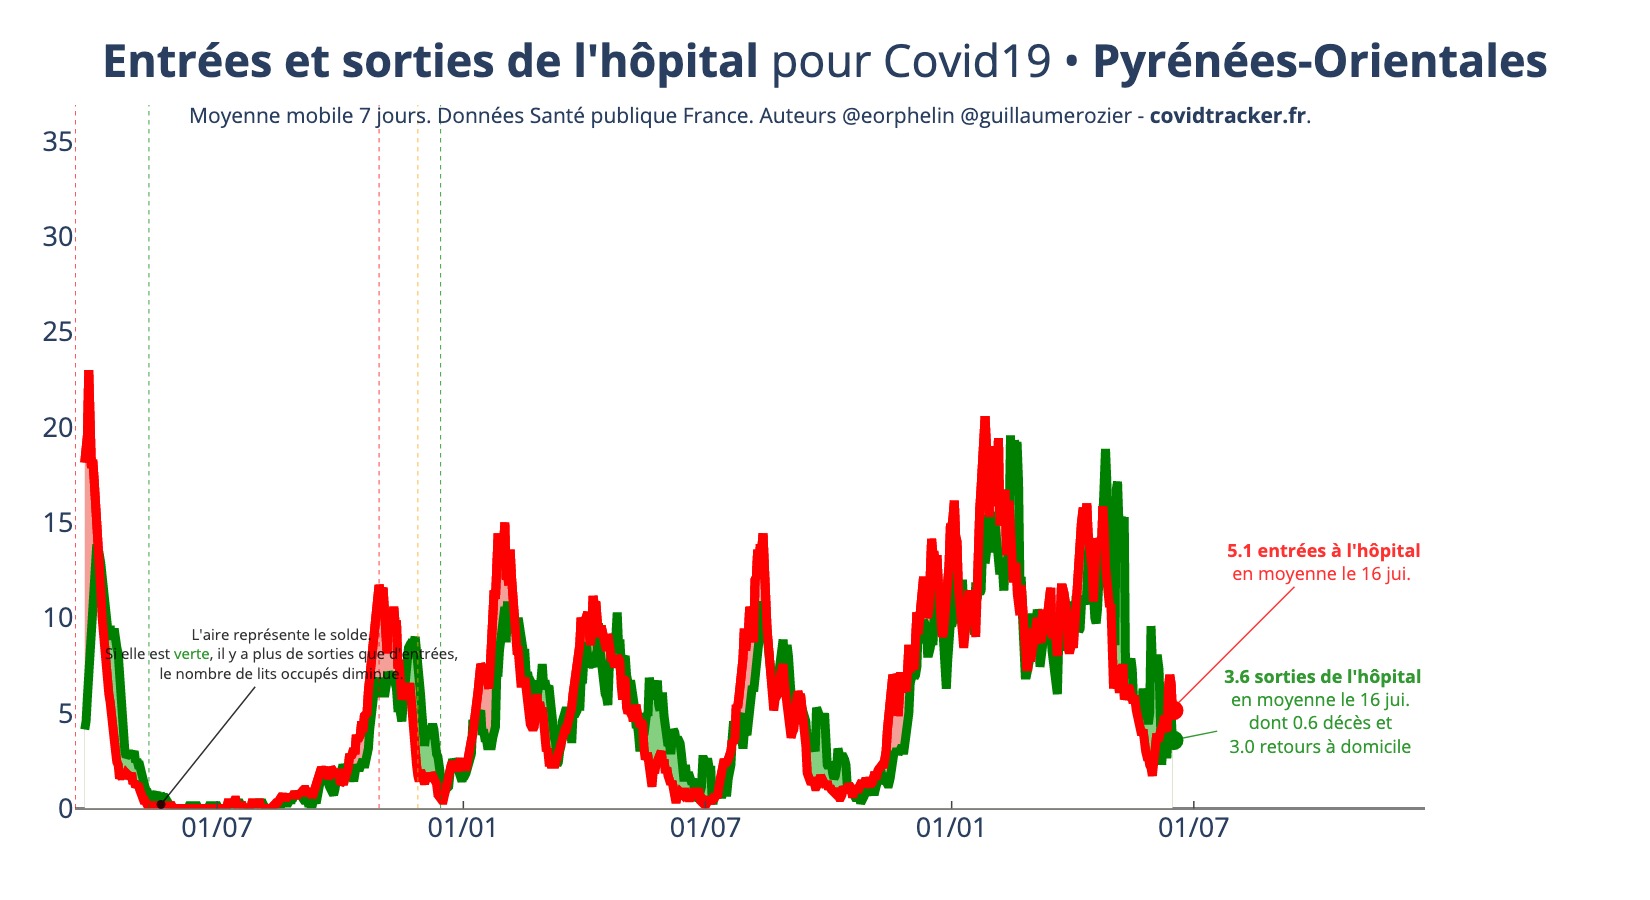 Entrées et sorties de l'hôpital pour Covid19 • Pyrénées-Orientales
Moyenne mobile 7 jours. Données Santé publique France. Auteurs @eorphelin @guillaumerozier - covidtracker.fr.
35
30
25
20
15
10
5
0
L'aire représente le solde.
Si elle est verte, il y a plus de sorties que d'entrées,
le nombre de lits occupés diminue.
5.1 entrées à l'hôpital
en moyenne le 16 jui.
3.6 sorties de l'hôpital
en moyenne le 16 jui.
dont 0.6 décès et
3.0 retours à domicile
01/07
01/01
01/07
01/01
01/07